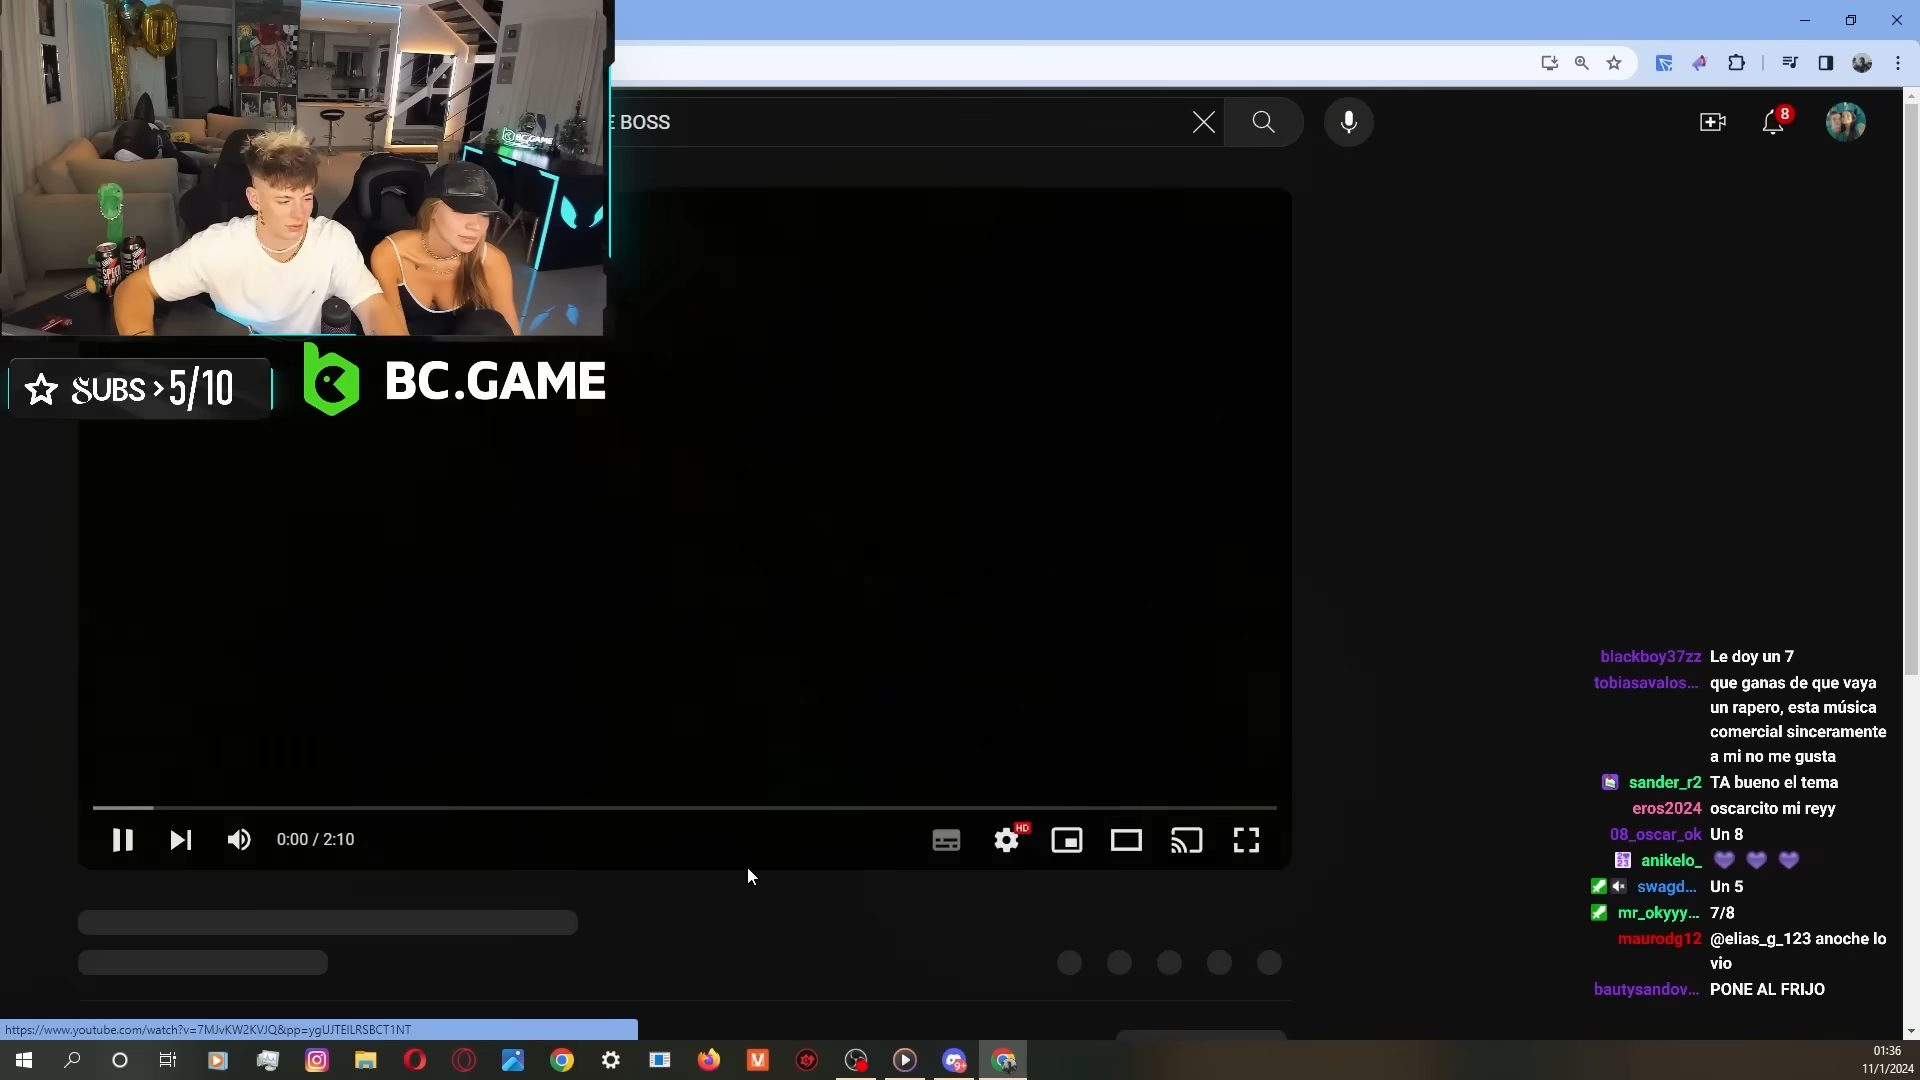 E BOSS
8
SUBS > 5/10
BC.GAME
BC.GAME
0:00 / 2:10
HD
blackboy37zz Le doy un 7
tobiasavalos... que ganas de que vaya
un rapero, esta música
comercial sinceramente
a mi no me gusta
sander_r2 TA bueno el tema
eros2024 oscarcito mi reyy
08_oscar_ok Un 8
anikelo_
swagd... Un 5
mr_okyyy... 7/8
maurodg12 @elias_g_123 anoche lo
vio
bautysandov... PONE AL FRIJO
https://www.youtube.com/watch?v=7MJvKW2KVJQ&pp=ygUJTEILRSBCT1NT
01:36
11/1/2024